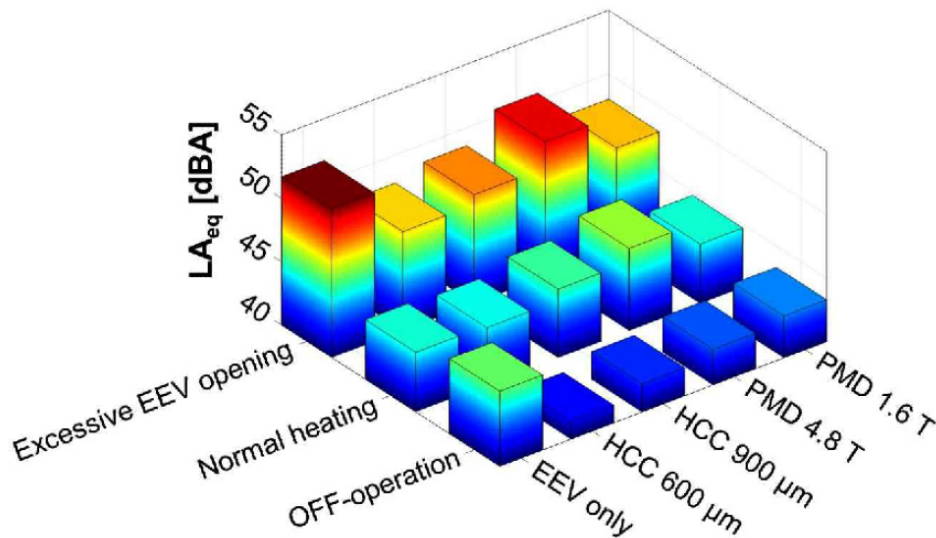 LAeq [dBA]
55
50
45
40
Excessive EEV opening
Normal heating
OFF-operation
EEV only
HCC 600 µm
HCC 900 µm
PMD 4.8 T
PMD 1.6 T